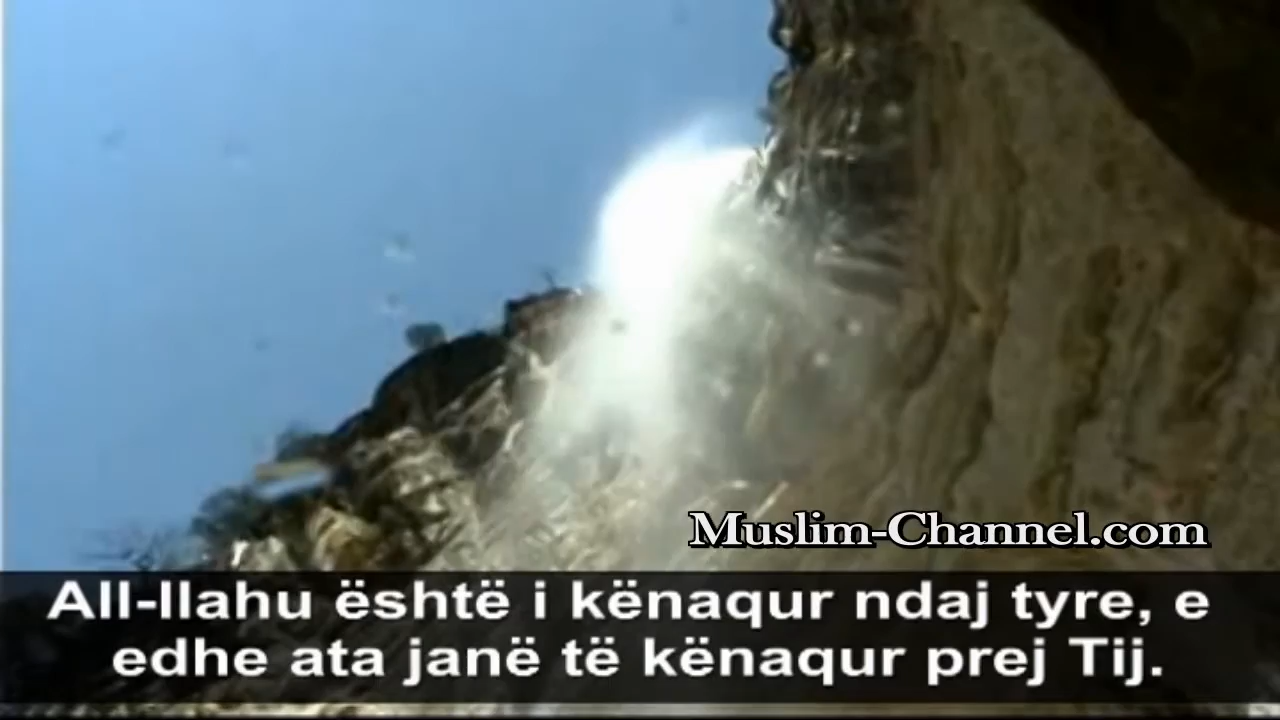 Muslim-Channel.com
All-llahu është i kënaqur ndaj tyre, e
edhe ata janë të kënaqur prej Tij.